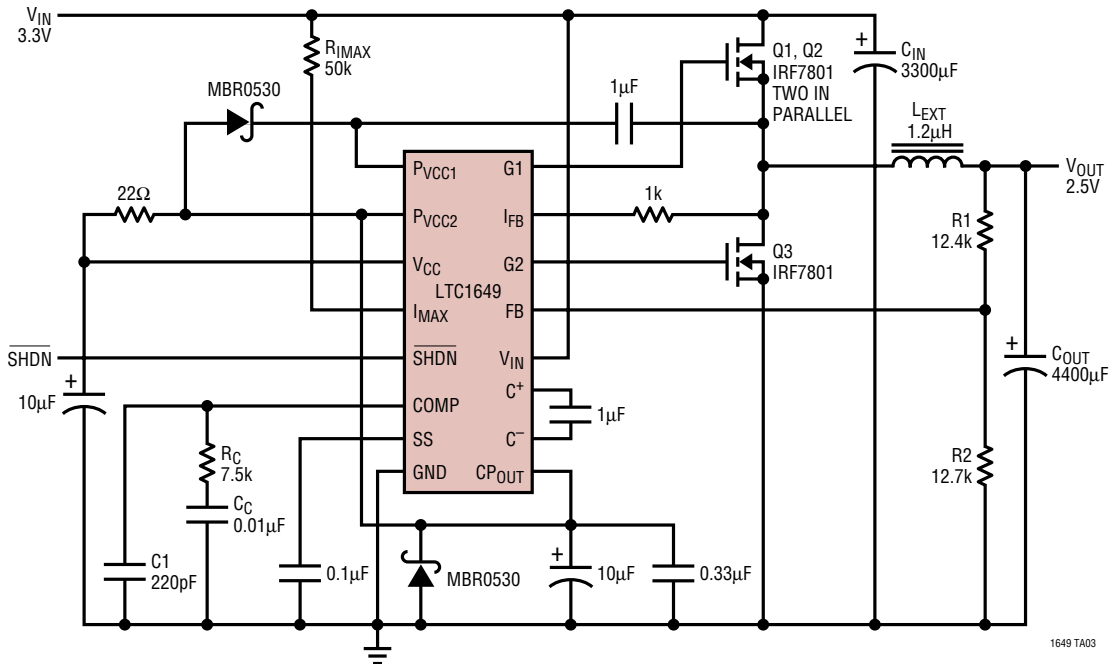 VIN
3.3V
RIMAX
50k
MBR0530
1µF
Q1, Q2
IRF7801
TWO IN
PARALLEL
+
CIN
3300µF
LEXT
1.2µH
VOUT
2.5V
22Ω
PVCC1
G1
PVCC2
IFB
1k
VCC
G2
Q3
IRF7801
R1
12.4k
LTC1649
IMAX
FB
SHDN
SHDN
VIN
+
10µF
COMP
C+
C−
1µF
SS
GND
CPOUT
+
COUT
4400µF
RC
7.5k
CC
0.01µF
R2
12.7k
C1
220pF
0.1µF
MBR0530
+
10µF
0.33µF
1649 TA03